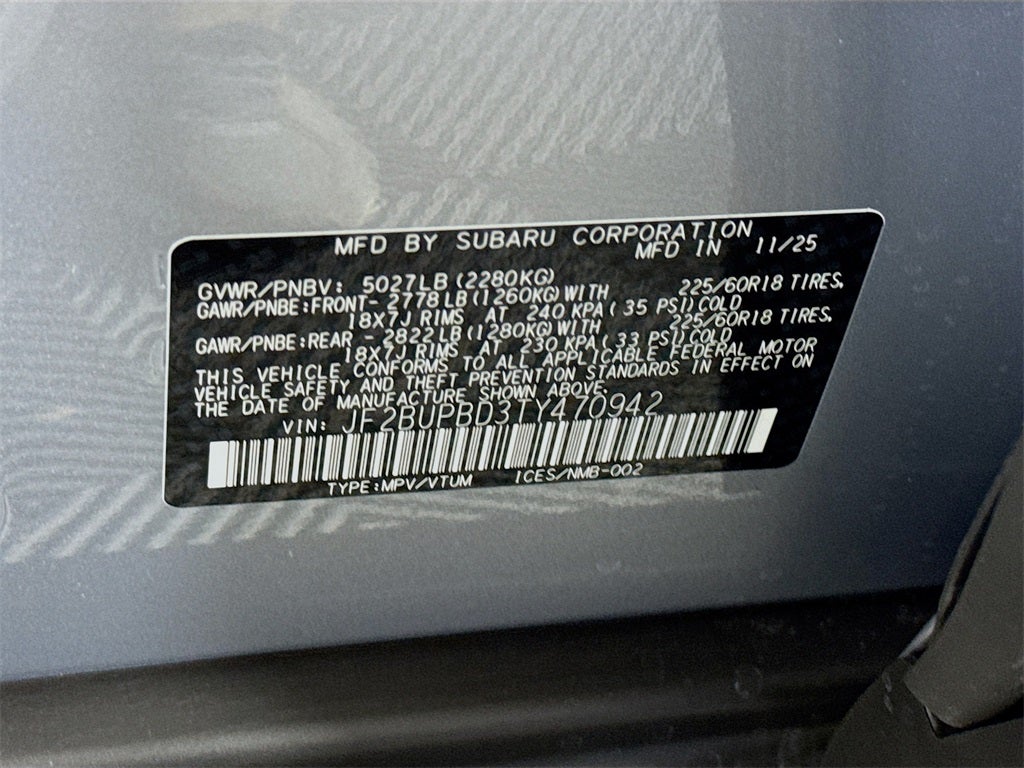 MFD BY SUBARU CORPORATION
MFD IN 11/25
GVWR/PNBV: 5027LB (2280KG)
GAWR/PNBE:FRONT- 2778LB(1260KG)WITH 225/60R18 TIRES,
18X7J RIMS AT 240 KPA( 35 PSI)COLD
GAWR/PNBE:REAR - 2822LB(1280KG)WITH 225/60R18 TIRES,
18X7J RIMS AT 230 KPA( 33 PSI)COLD
THIS VEHICLE CONFORMS TO ALL APPLICABLE FEDERAL MOTOR
VEHICLE SAFETY AND THEFT PREVENTION STANDARDS IN EFFECT ON
THE DATE OF MANUFACTURE SHOWN ABOVE.
VIN: JF2BUPBD3TY470942
TYPE:MPV/VTUM ICES/NMB-002